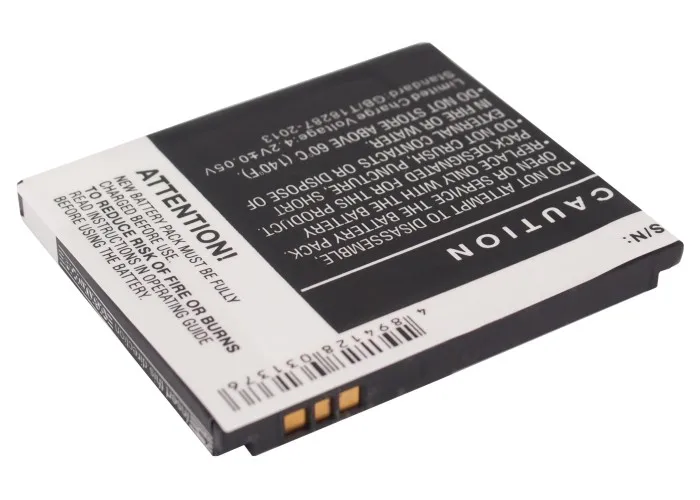 S/N:
CAUTION
•DO NOT ATTEMPT TO DISASSEMBLE,
OPEN OR SERVICE THE BATTERY PACK.
REPLACE ONLY WITH THE BATTERY
PACK DESIGNATED FOR THIS PRODUCT.
•DO NOT CRUSH, PUNCTURE, SHORT
EXTERNAL CONTACTS OR DISPOSE OF
IN FIRE OR WATER
•DO NOT STORE ABOVE 60°C (140°F).
Limited Charge Voltage:4.2V±0.05V
Standard:GB/T18287-2013
ATTENTION!
NEW BATTERY PACK MUST BE FULLY
CHARGED BEFORE USE.
TO REDUCE RISK OF FIRE OR BURNS
READ INSTRUCTIONS IN OPERATING GUIDE
BEFORE USING THE BATTERY.
4 894128 031376